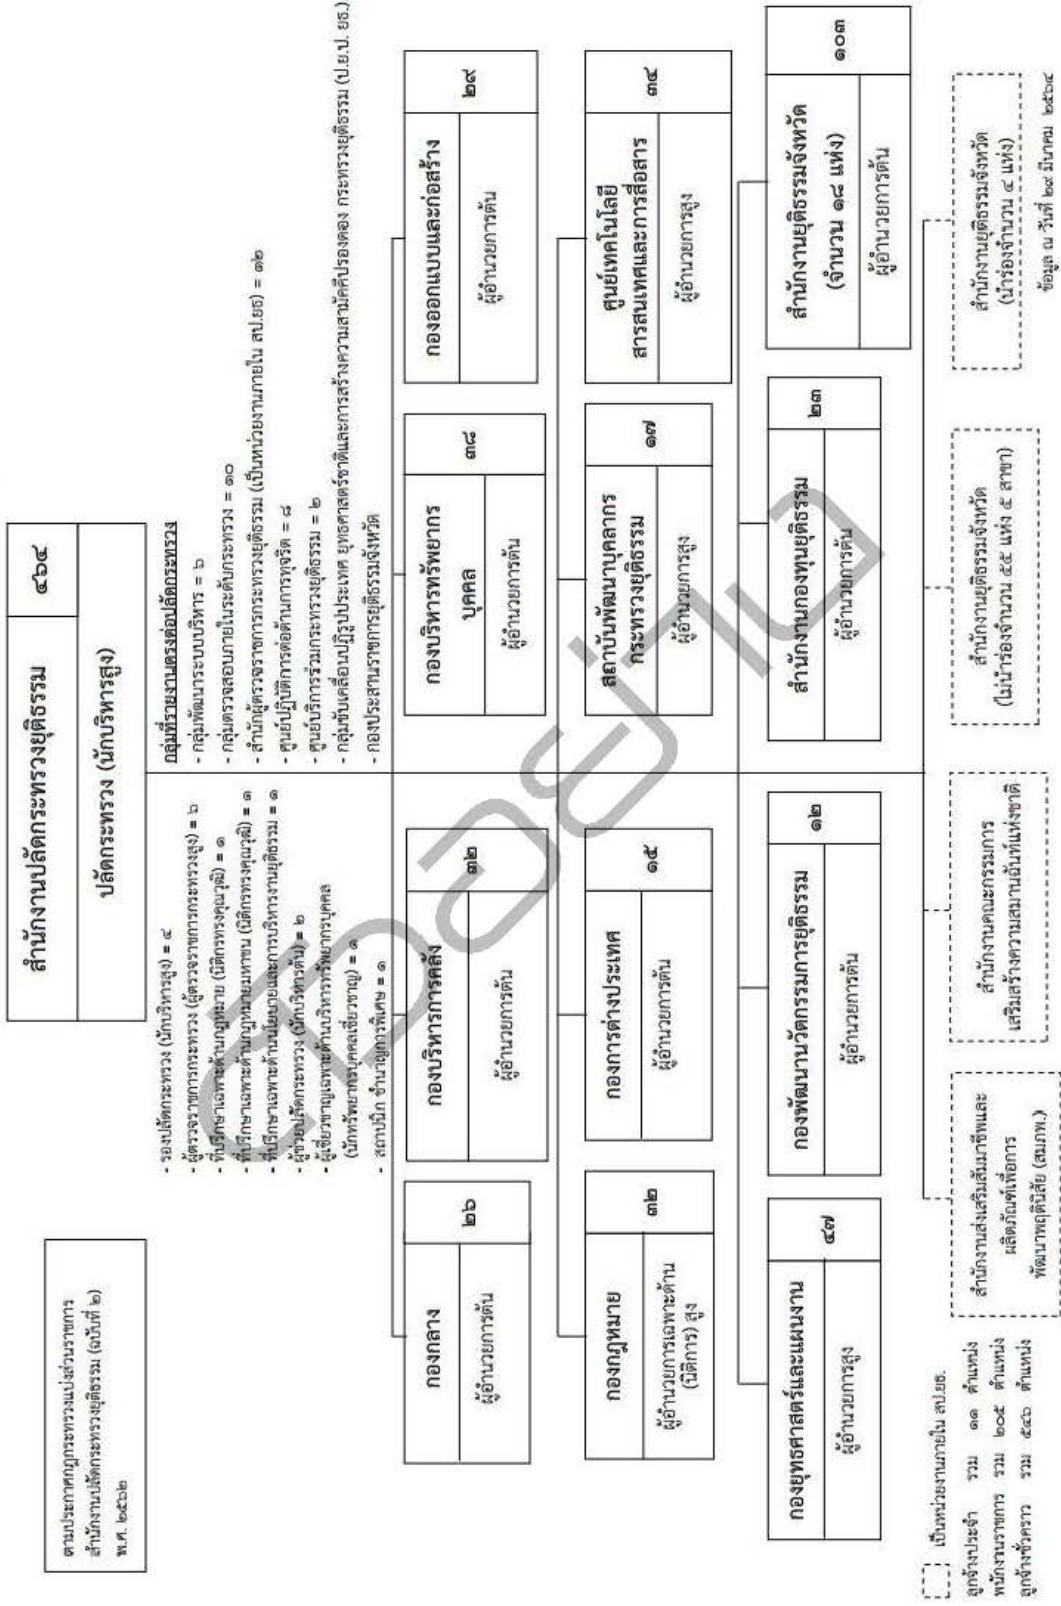 ตามประกาศกฎกระทรวงแบ่งส่วนราชการ
สำนักงานปลัดกระทรวงยุติธรรม (ฉบับที่ ๒)
พ.ศ. ๒๕๖๒
สำนักงานปลัดกระทรวงยุติธรรม
๔๖๔
ปลัดกระทรวง (นักบริหารสูง)
- รองปลัดกระทรวง (นักบริหารสูง) = ๔
- ผู้ตรวจราชการกระทรวง (ผู้ตรวจราชการกระทรวงสูง) = ๖
- ที่ปรึกษาเฉพาะด้านกฎหมาย (นิติกรทรงคุณวุฒิ) = ๑
- ที่ปรึกษาเฉพาะด้านกฎหมายมหาชน (นิติกรทรงคุณวุฒิ) = ๑
- ที่ปรึกษาเฉพาะด้านนโยบายและการบริหารงานยุติธรรม = ๑
- ผู้ช่วยปลัดกระทรวง (นักบริหารต้น) = ๒
- ผู้เชี่ยวชาญเฉพาะด้านบริหารทรัพยากรบุคคล
(นักทรัพยากรบุคคลเชี่ยวชาญ) = ๑
- สถาปนิก ชำนาญการพิเศษ = ๑
กลุ่มที่รายงานตรงต่อปลัดกระทรวง
- กลุ่มพัฒนาระบบบริหาร = ๖
- กลุ่มตรวจสอบภายในระดับกระทรวง = ๑๐
- สำนักผู้ตรวจราชการกระทรวงยุติธรรม (เป็นหน่วยงานภายใน สป.ยธ) = ๑๒
- ศูนย์ปฏิบัติการต่อต้านการทุจริต = ๘
- ศูนย์บริการร่วมกระทรวงยุติธรรม = ๒
- กลุ่มขับเคลื่อนปฏิรูปประเทศ ยุทธศาสตร์ชาติและการสร้างความสามัคคีปรองดอง กระทรวงยุติธรรม (ป.ย.ป. ยธ.)
- กองประสานราชการยุติธรรมจังหวัด
กองกลาง
๒๖
ผู้อำนวยการต้น
กองบริหารการคลัง
๓๒
ผู้อำนวยการต้น
กองบริหารทรัพยากร
บุคคล
๓๘
ผู้อำนวยการต้น
กองออกแบบและก่อสร้าง
๒๙
ผู้อำนวยการต้น
กองกฎหมาย
๓๒
ผู้อำนวยการเฉพาะด้าน
(นิติการ) สูง
กองการต่างประเทศ
๑๕
ผู้อำนวยการต้น
สถาบันพัฒนาบุคลากร
กระทรวงยุติธรรม
๑๗
ผู้อำนวยการสูง
ศูนย์เทคโนโลยี
สารสนเทศและการสื่อสาร
๓๔
ผู้อำนวยการสูง
กองยุทธศาสตร์และแผนงาน
๔๗
ผู้อำนวยการสูง
กองพัฒนานวัตกรรมการยุติธรรม
๑๒
ผู้อำนวยการต้น
สำนักงานกองทุนยุติธรรม
๒๓
ผู้อำนวยการต้น
สำนักงานยุติธรรมจังหวัด
(จำนวน ๑๘ แห่ง)
๑๐๓
ผู้อำนวยการต้น
สำนักงานส่งเสริมสัมมาชีพและ
ผลิตภัณฑ์เพื่อการ
พัฒนาพฤตินิสัย (สมภพ.)
สำนักงานคณะกรรมการ
เสริมสร้างความสมานฉันท์แห่งชาติ
สำนักงานยุติธรรมจังหวัด
(ไม่นำร่องจำนวน ๕๕ แห่ง ๕ สาขา)
สำนักงานยุติธรรมจังหวัด
(นำร่องจำนวน ๔ แห่ง)
เป็นหน่วยงานภายใน สป.ยธ.
ลูกจ้างประจำ รวม ๑๑ ตำแหน่ง
พนักงานราชการ รวม ๒๐๕ ตำแหน่ง
ลูกจ้างชั่วคราว รวม ๕๔๖ ตำแหน่ง
ข้อมูล ณ วันที่ ๒๙ มีนาคม ๒๕๖๔
ตัวอย่าง